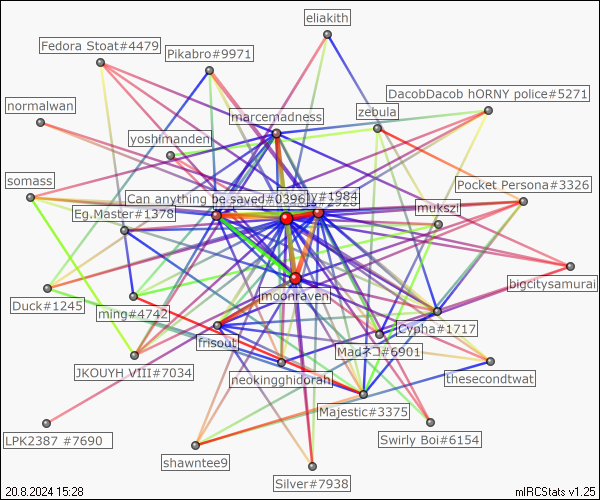 eliakith
Fedora Stoat#4479
Pikabro#9971
DacobDacob hORNY police#5271
normalwan
zebula
marcemadness
yoshimanden
somass
Pocket Persona#3326
Can anything be saved#0396
y#1984
Eg.Master#1378
mukszi
bigcitysamurai
moonraven
Duck#1245
ming#4742
Cypha#1717
frisout
Madネコ#6901
JKOUYH VIII#7034
neokingghidorah
thesecondtwat
Majestic#3375
LPK2387 #7690
Swirly Boi#6154
shawntee9
Silver#7938
20.8.2024 15:28
mIRCStats v1.25